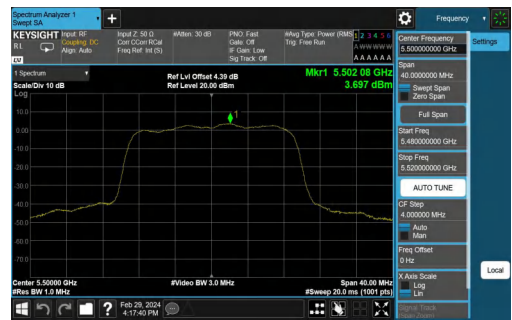 Spectrum Analyzer 1
Swept SA
Frequency
KEYSIGHT
RL
LV
Input: RF
Coupling: DC
Align: Auto
Input Z: 50 Ω
Corr CCorr RCal
Freq Ref: Int (S)
#Atten: 30 dB
PNO: Fast
Gate: Off
IF Gain: Low
Sig Track: Off
#Avg Type: Power (RMS
Trig: Free Run
1 2 3 4 5 6
A W W W W W
A A A A A A
Center Frequency
5.500000000 GHz
Settings
Span
40.0000000 MHz
Swept Span
Zero Span
Full Span
Start Freq
5.480000000 GHz
Stop Freq
5.520000000 GHz
AUTO TUNE
CF Step
4.000000 MHz
Auto
Man
Freq Offset
0 Hz
X Axis Scale
Log
Lin
Signal Track
Local
1 Spectrum
Scale/Div 10 dB
Log
Ref Lvl Offset 4.39 dB
Ref Level 20.00 dBm
Mkr1 5.502 08 GHz
3.697 dBm
1
10.0
0.00
-10.0
-20.0
-30.0
-40.0
-50.0
-60.0
-70.0
Center 5.50000 GHz
#Res BW 1.0 MHz
#Video BW 3.0 MHz
Span 40.00 MHz
#Sweep 20.0 ms (1001 pts)
?
Feb 29, 2024
4:17:40 PM